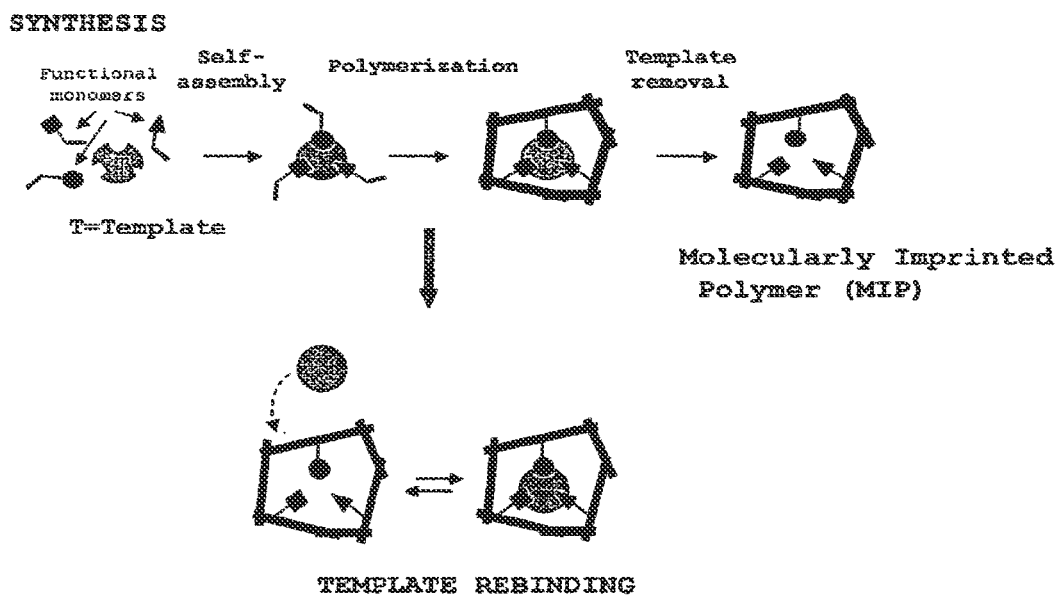 SYNTHESIS
Functional
monomers
Self-
assembly
Polymerization
Template
removal
T=Template
Molecularly Imprinted
Polymer (MIP)
TEMPLATE REBINDING